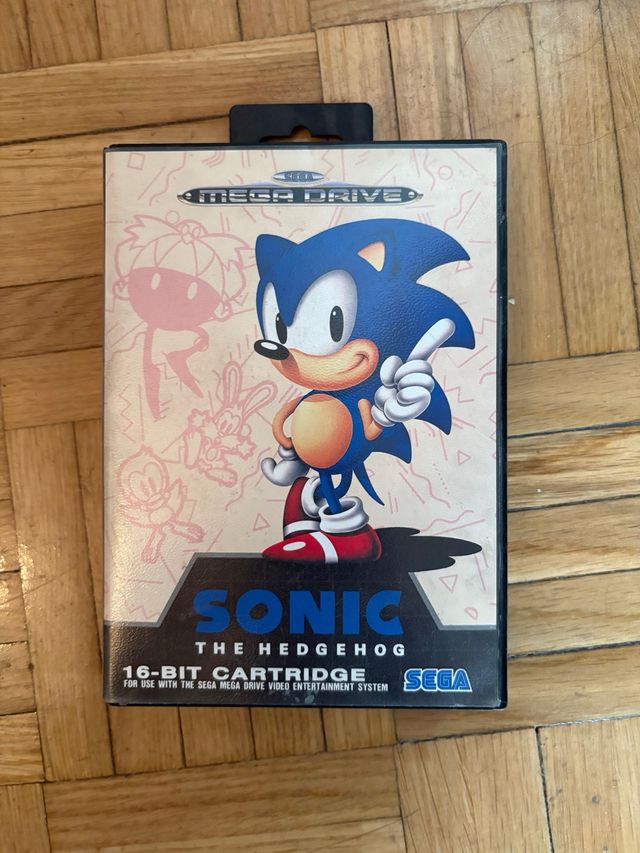 SEGA
MEGA DRIVE
SONIC
THE HEDGEHOG
16-BIT CARTRIDGE
FOR USE WITH THE SEGA MEGA DRIVE VIDEO ENTERTAINMENT SYSTEM
SEGA